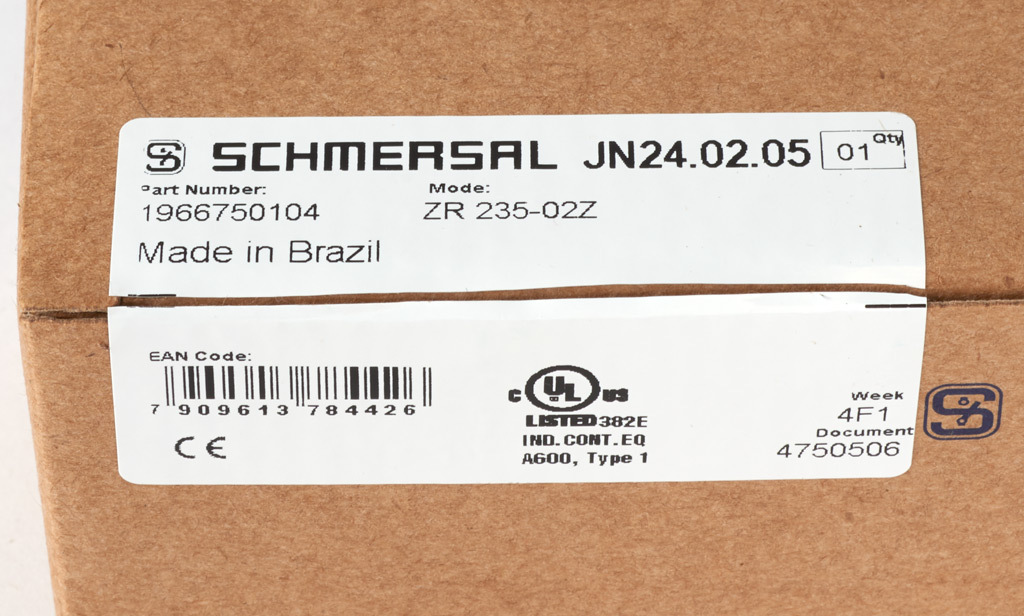 SCHMERSAL JN24.02.05 01 Qty
Part Number: Mode:
1966750104 ZR 235-02Z
Made in Brazil
EAN Code:
7 909613 784426
CE
C UL US
LISTED 382E
IND.CONT.EQ
A600, Type 1
Week
4F1
Document
4750506